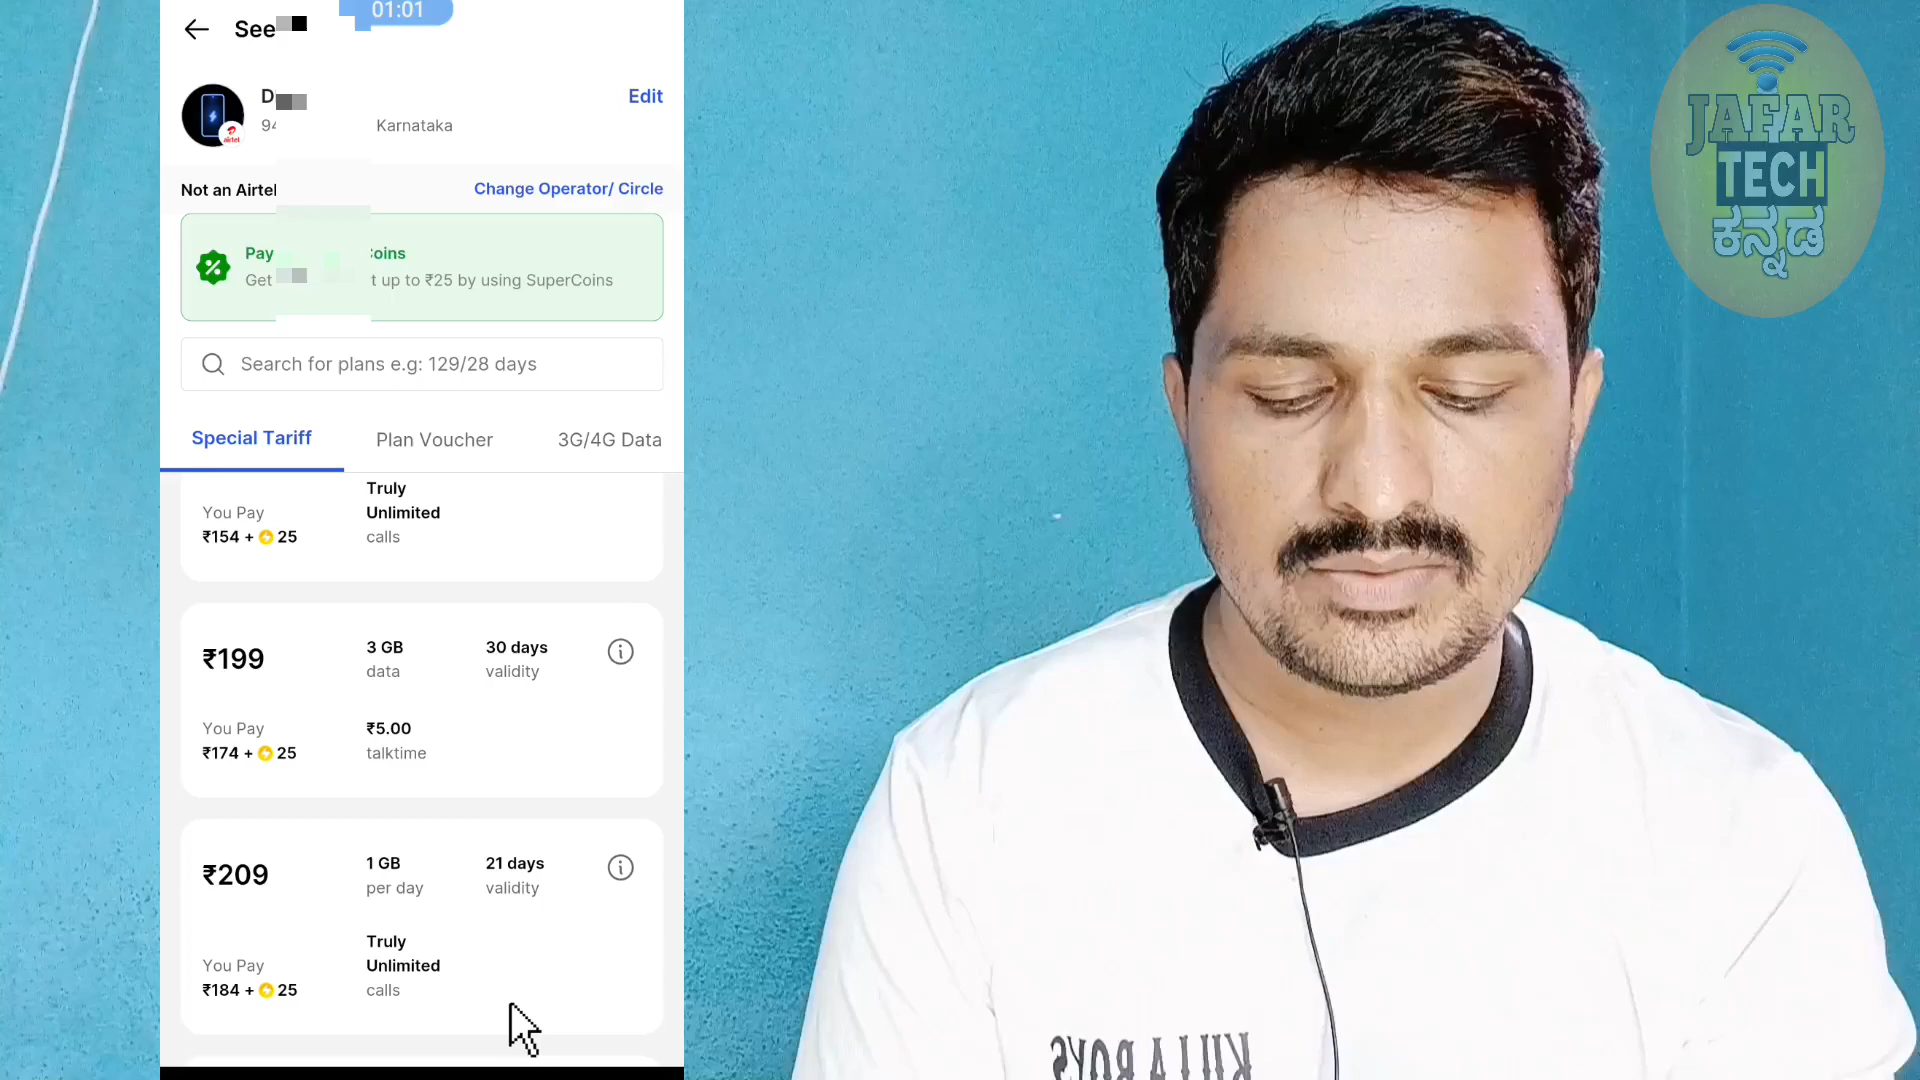 01:01
See
D
Edit
Karnataka
airtel
Not an Airtel
Change Operator/ Circle
Pay oins
Get t up to ₹25 by using SuperCoins
Search for plans e.g: 129/28 days
Special Tariff
Plan Voucher
3G/4G Data
Truly
You Pay
Unlimited
₹154 + 25
calls
₹199
3 GB
30 days
data
validity
You Pay
₹5.00
₹174 + 25
talktime
₹209
1 GB
21 days
per day
validity
Truly
You Pay
Unlimited
₹184 + 25
calls
JAFAR
TECH
ಕನ್ನಡ
KILLA BOYS